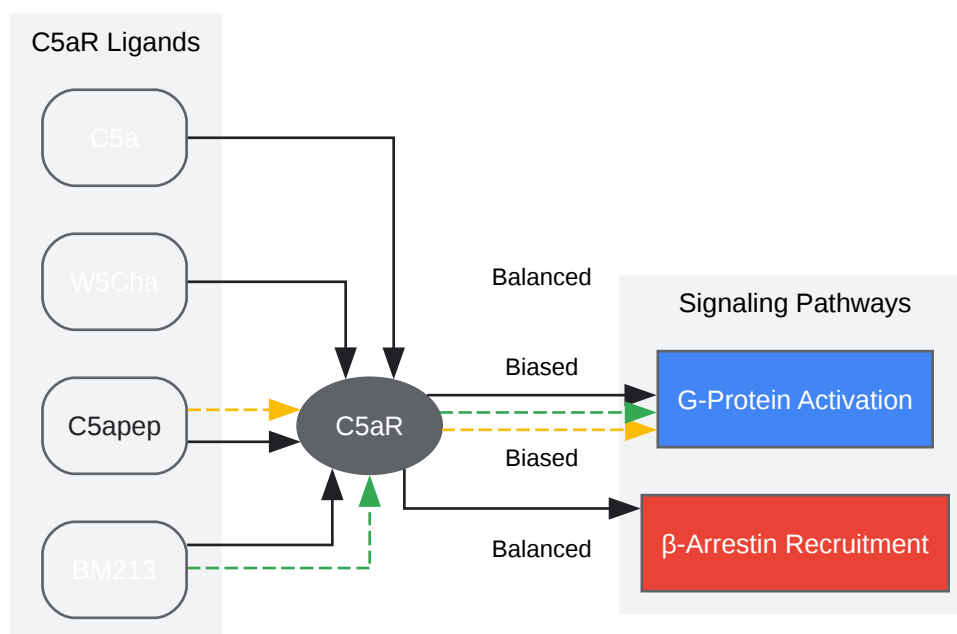 C5aR Ligands
C5a
W5Cha
C5apep
BM213
C5aR
Balanced
Biased
Biased
Balanced
Signaling Pathways
G-Protein Activation
β-Arrestin Recruitment